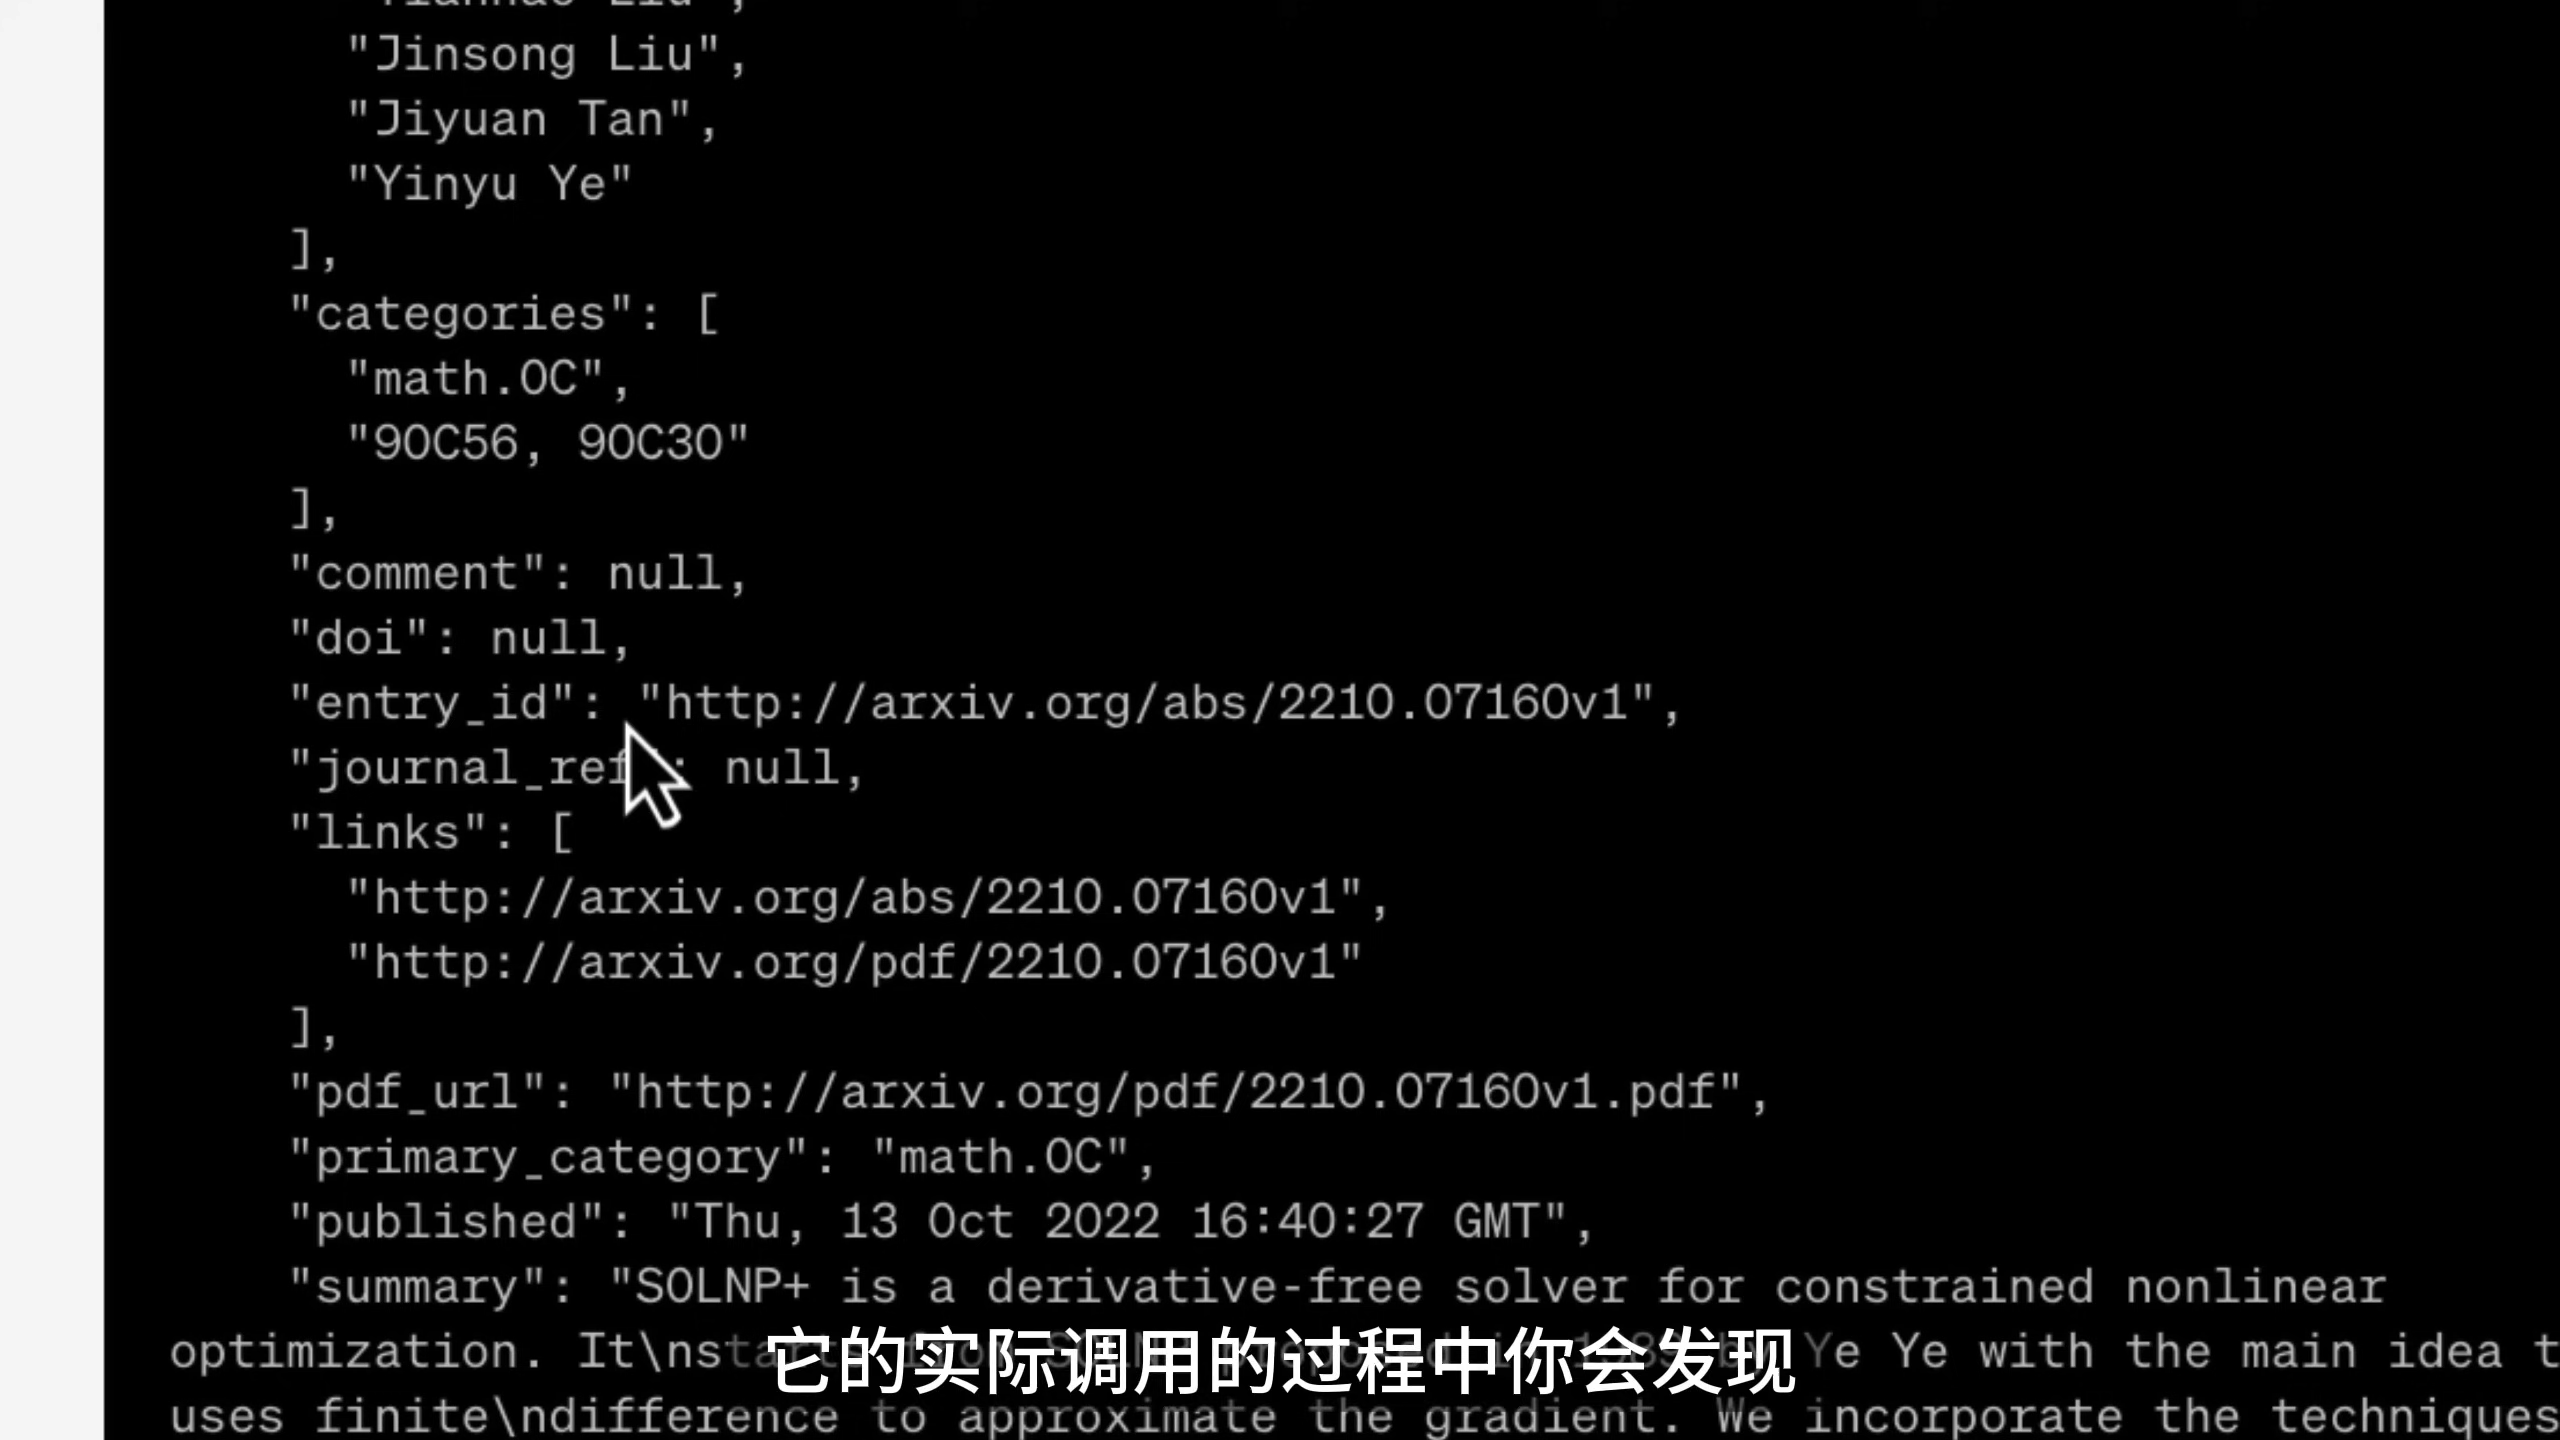 "Jinsong Liu",
"Jiyuan Tan",
"Yinyu Ye"
],
"categories": [
"math.OC",
"90C56, 90C30"
],
"comment": null,
"doi": null,
"entry_id": "http://arxiv.org/abs/2210.07160v1",
"journal_ref": null,
"links": [
"http://arxiv.org/abs/2210.07160v1",
"http://arxiv.org/pdf/2210.07160v1"
],
"pdf_url": "http://arxiv.org/pdf/2210.07160v1.pdf",
"primary_category": "math.OC",
"published": "Thu, 13 Oct 2022 16:40:27 GMT",
"summary": "SOLNP+ is a derivative-free solver for constrained nonlinear
optimization. It\nstarts Ye Ye with the main idea t
它的实际调用的过程中你会发现
uses finite\ndifference to approximate the gradient. We incorporate the techniques